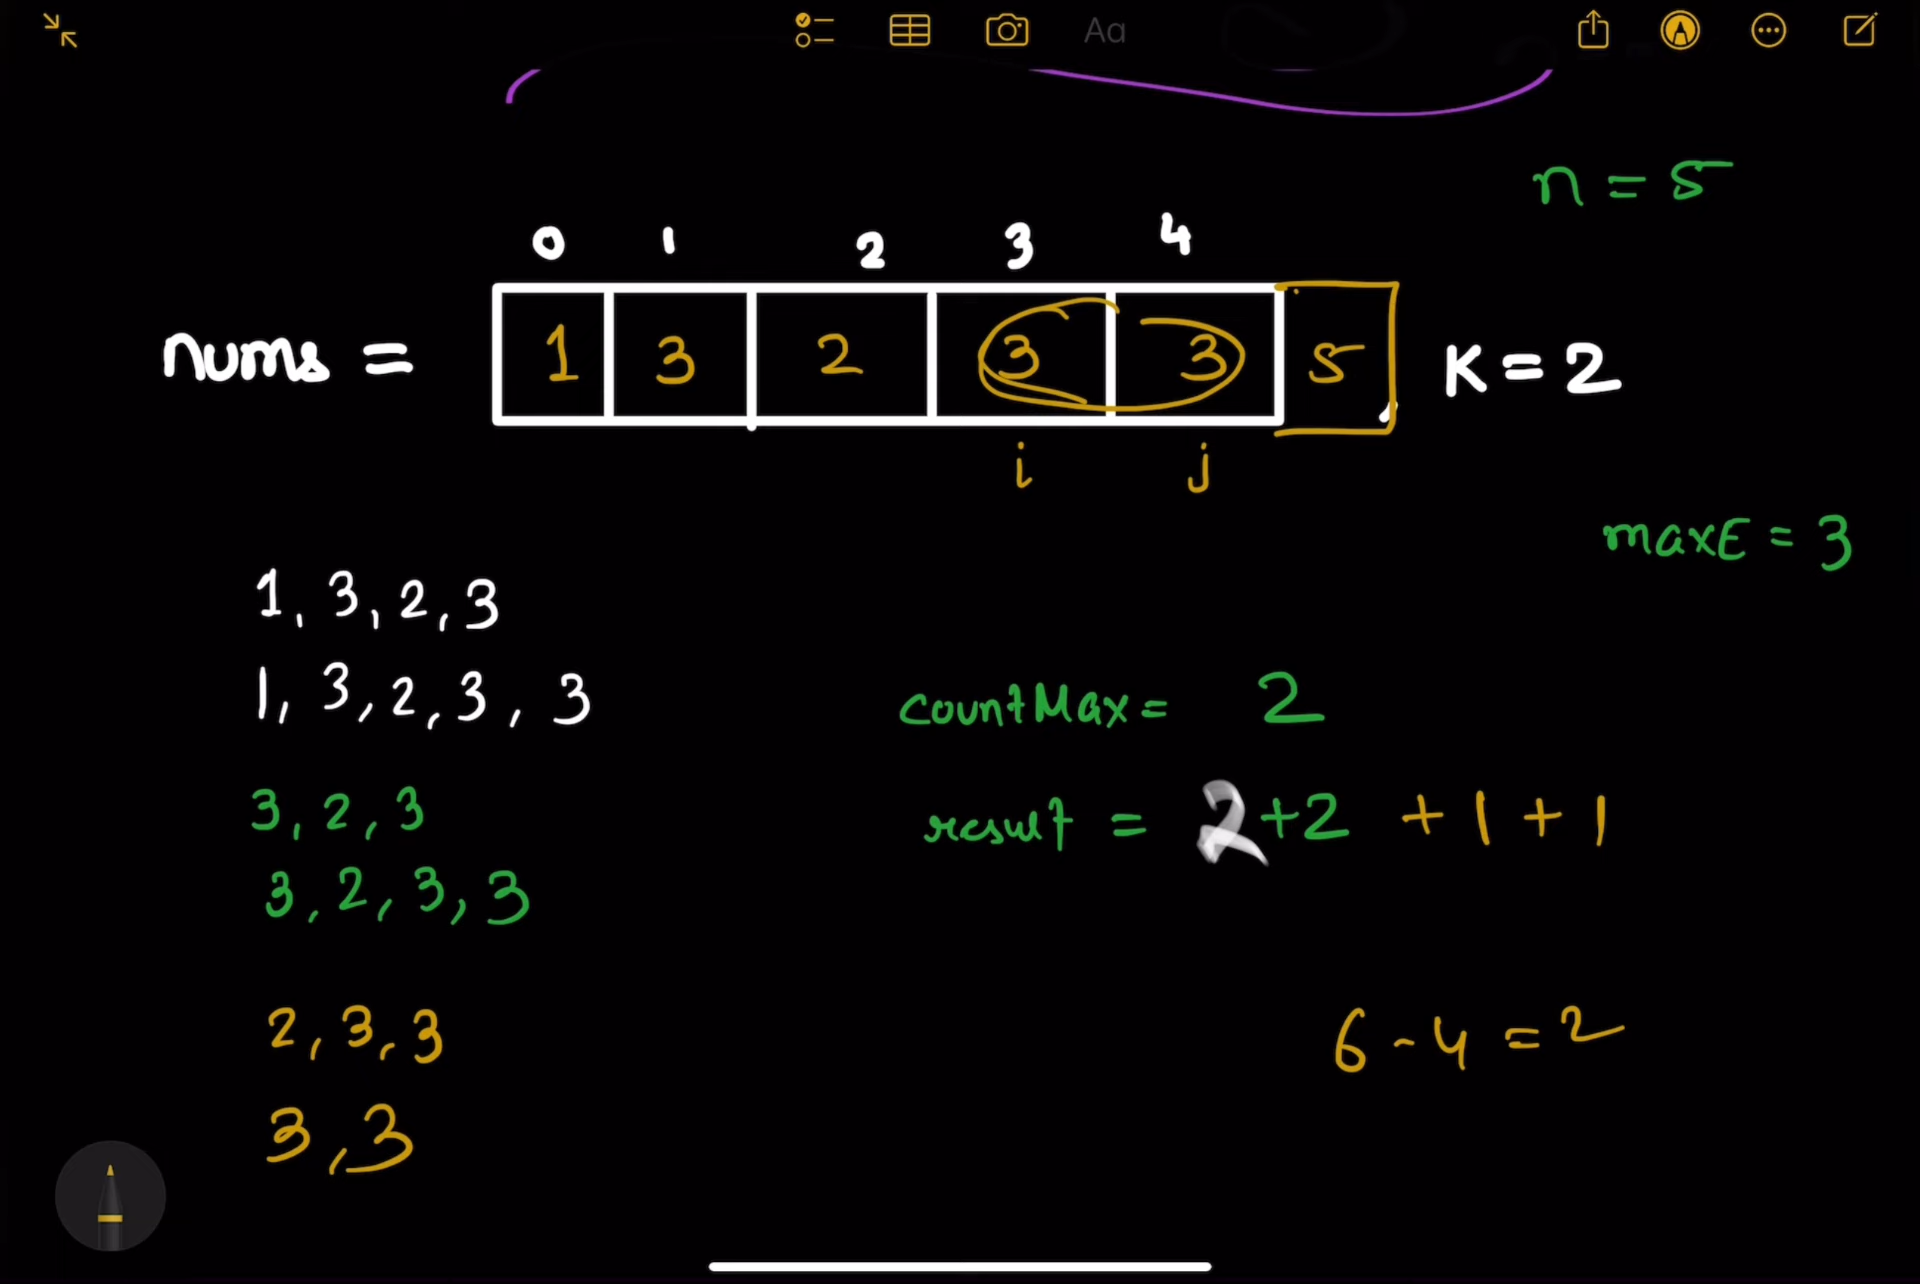 Aa
n = 5
0 1 2 3 4
nums = 1 3 2 3 3 5 , K = 2
i j
maxE = 3
1, 3, 2, 3
1, 3, 2, 3, 3
countMax = 2
3, 2, 3
result = 2+2 + 1 + 1
3, 2, 3, 3
2, 3, 3
6 - 4 = 2
3, 3